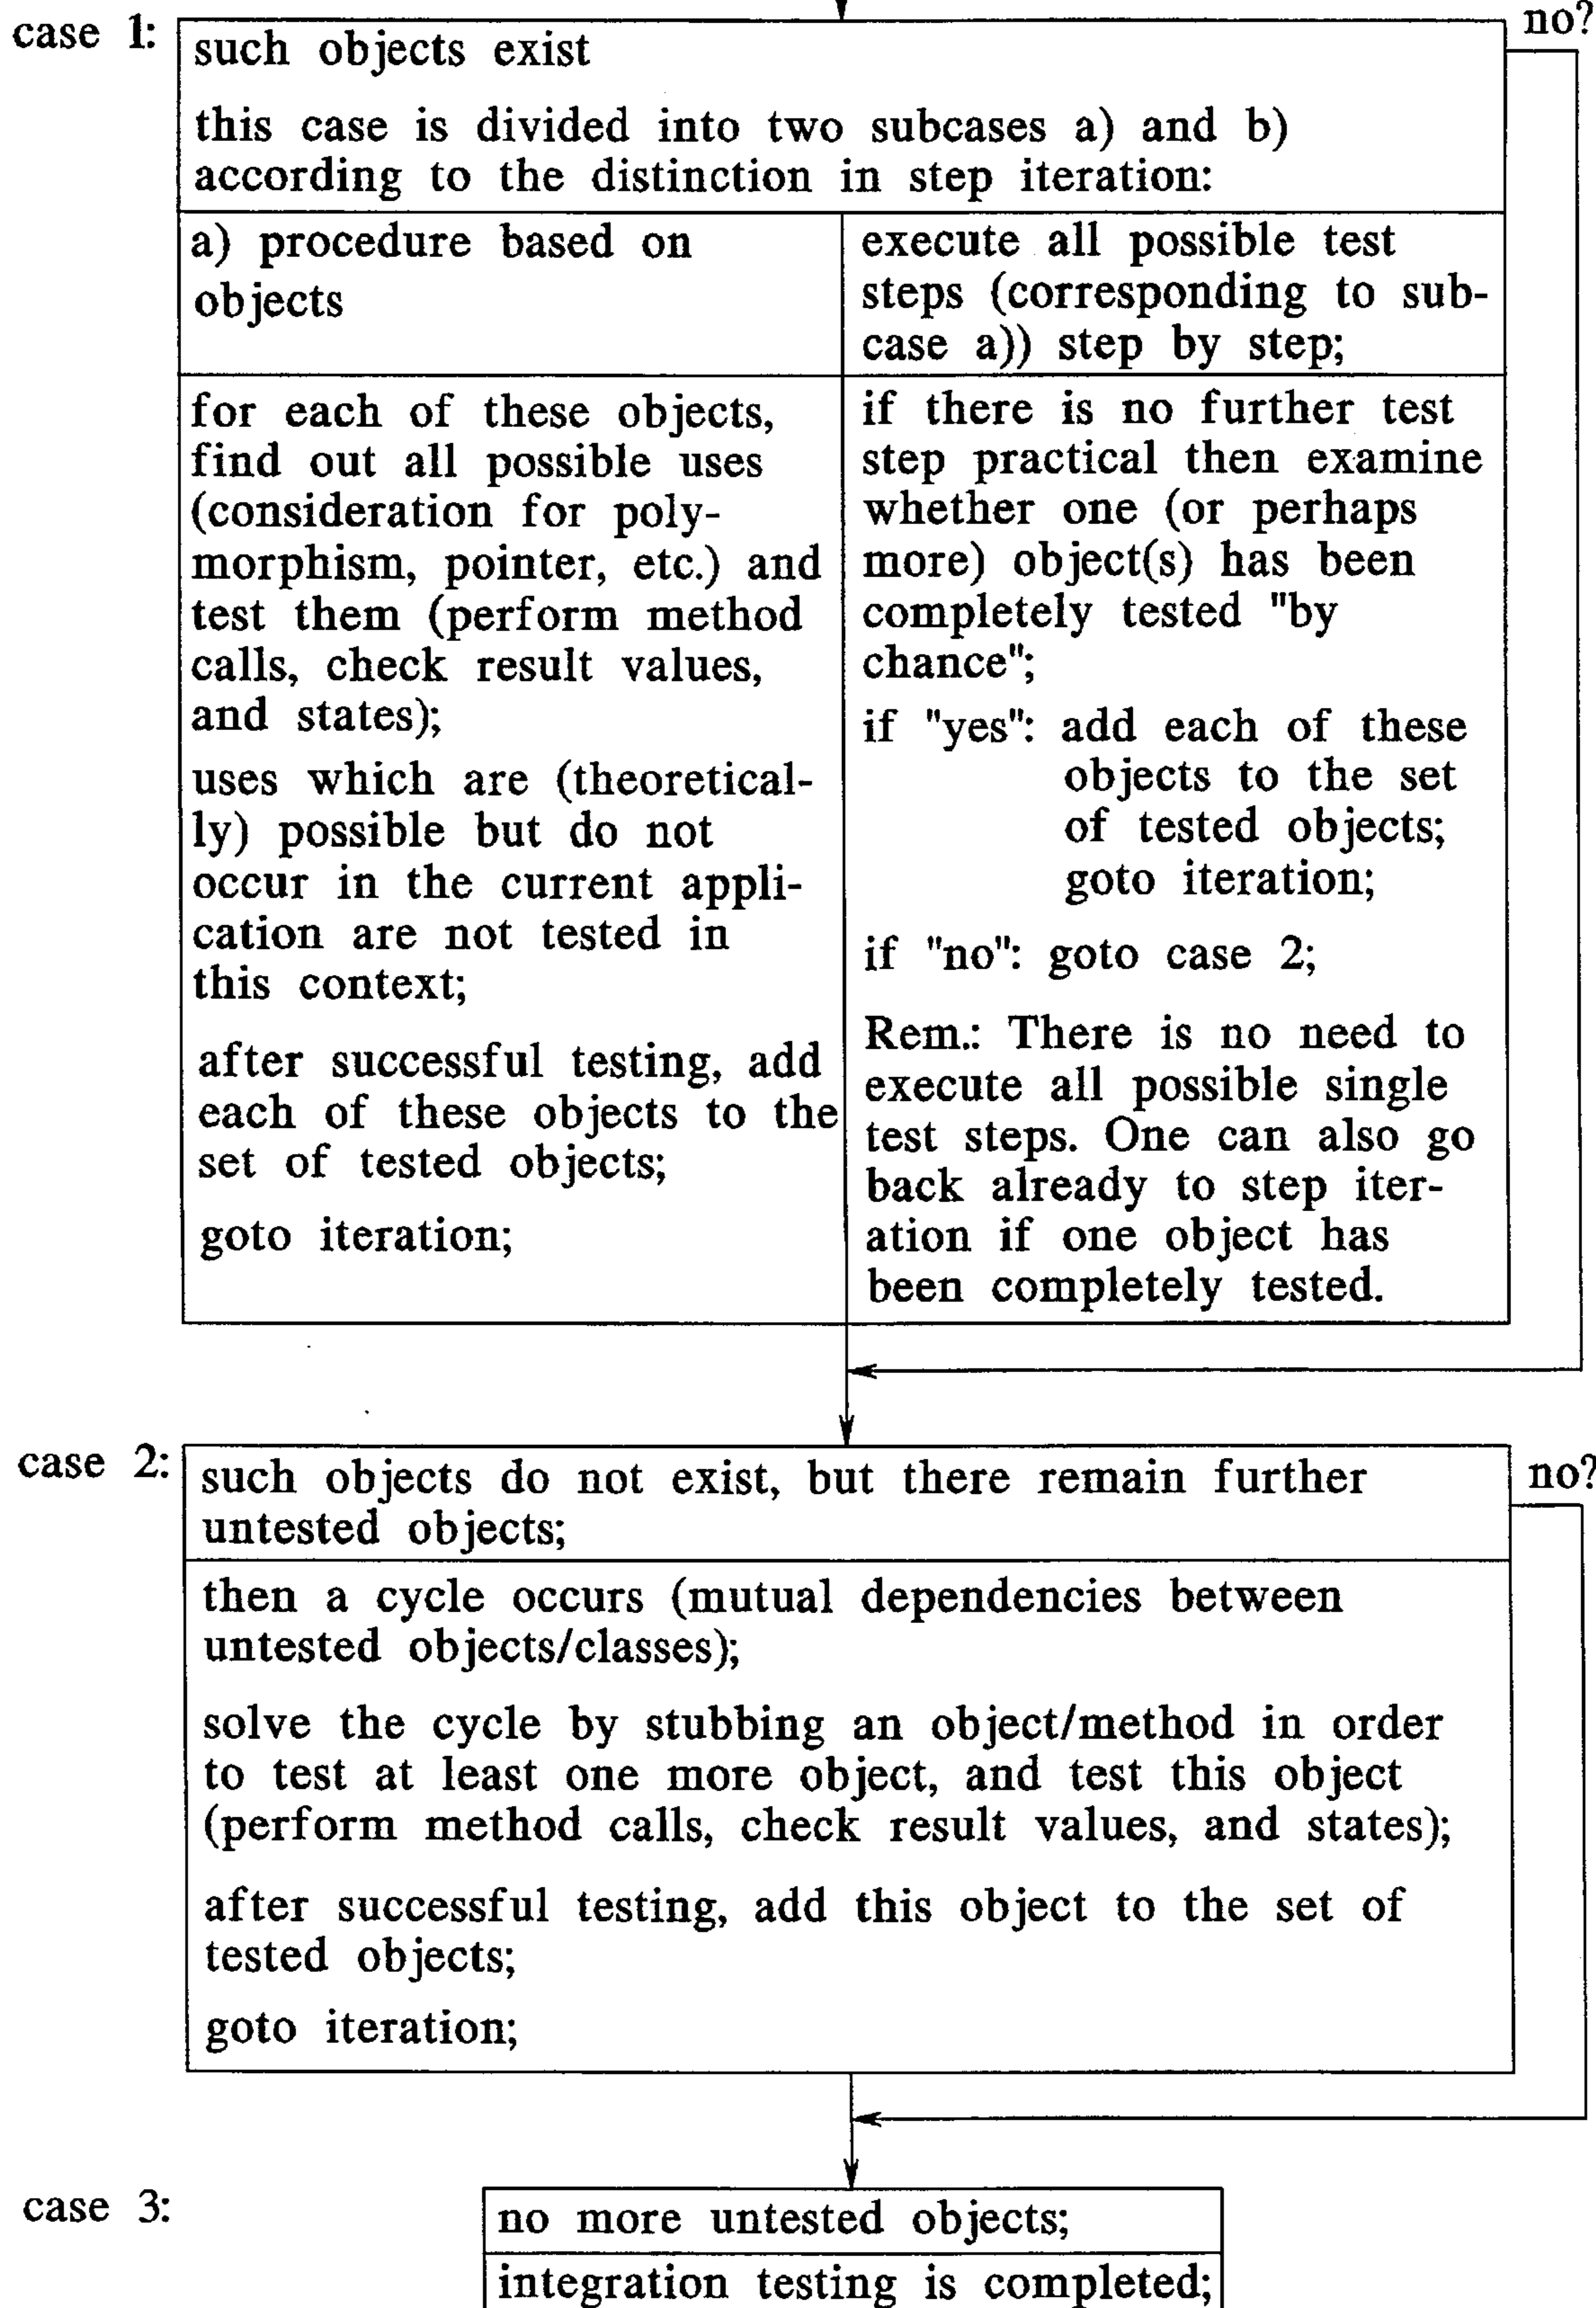 case 1:
no?
such objects exist
this case is divided into two subcases a) and b)
according to the distinction in step iteration:
a) procedure based on
objects
for each of these objects,
find out all possible uses
(consideration for poly-
morphism, pointer, etc.) and
test them (perform method
calls, check result values,
and states);
uses which are (theoretical-
ly) possible but do not
occur in the current appli-
cation are not tested in
this context;
after successful testing, add
each of these objects to the
set of tested objects;
goto iteration;
execute all possible test
steps (corresponding to sub-
case a)) step by step;
if there is no further test
step practical then examine
whether one (or perhaps
more) object(s) has been
completely tested "by
chance";
if "yes": add each of these
objects to the set
of tested objects;
goto iteration;
if "no": goto case 2;
Rem.: There is no need to
execute all possible single
test steps. One can also go
back already to step iter-
ation if one object has
been completely tested.
case 2:
no?
such objects do not exist, but there remain further
untested objects;
then a cycle occurs (mutual dependencies between
untested objects/classes);
solve the cycle by stubbing an object/method in order
to test at least one more object, and test this object
(perform method calls, check result values, and states);
after successful testing, add this object to the set of
tested objects;
goto iteration;
case 3:
no more untested objects;
integration testing is completed;